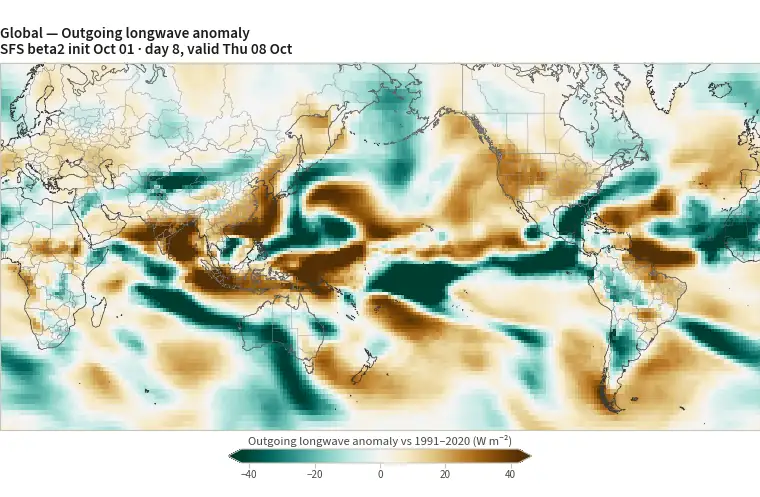 Global — Outgoing longwave anomaly
SFS beta2 init Oct 01 · day 8, valid Thu 08 Oct
Outgoing longwave anomaly vs 1991–2020 (W m⁻²)
−40 −20 0 20 40